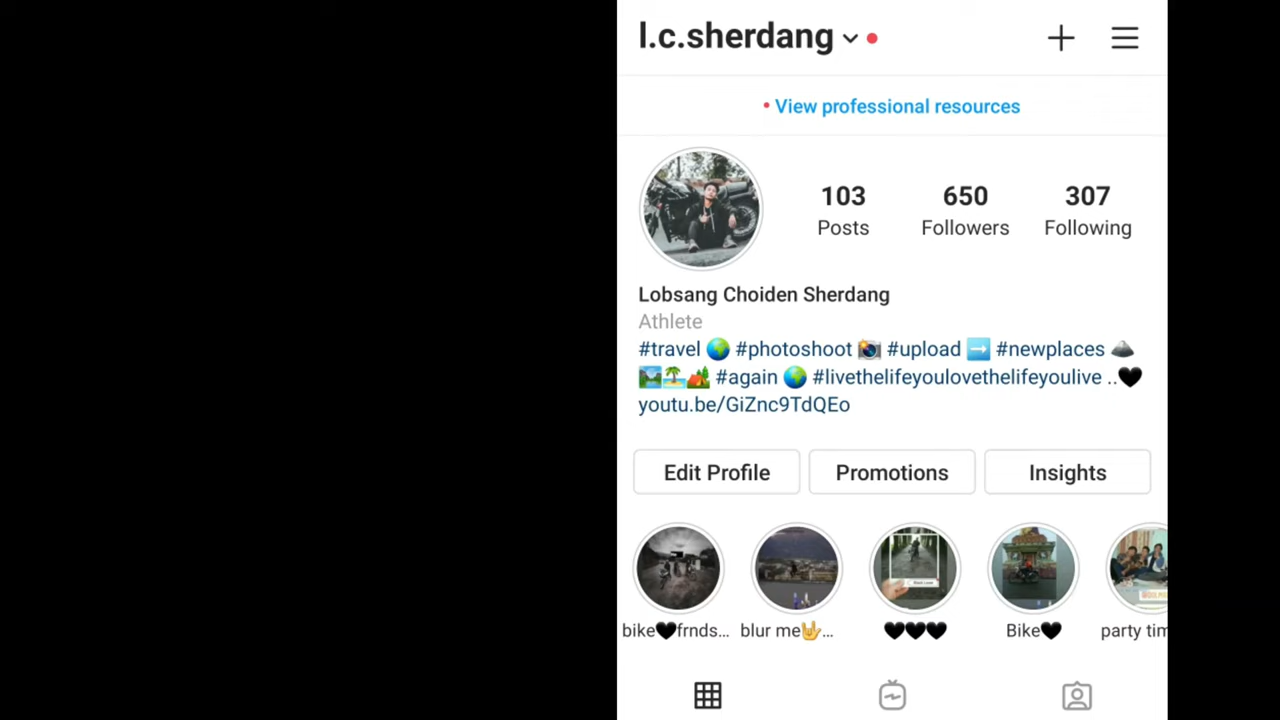 l.c.sherdang
• View professional resources
103 650 307
Posts Followers Following
Lobsang Choiden Sherdang
Athlete
#travel 🌍 #photoshoot 📸 #upload ➡️ #newplaces ⛰️
🏞️🏝️🏕️ #again 🌍 #livethelifeyoulovethelifeyoulive ..🖤
youtu.be/GiZnc9TdQEo
Edit Profile Promotions Insights
bike🖤frnds... blur me🤟... 🖤🖤🖤 Bike🖤 party tim